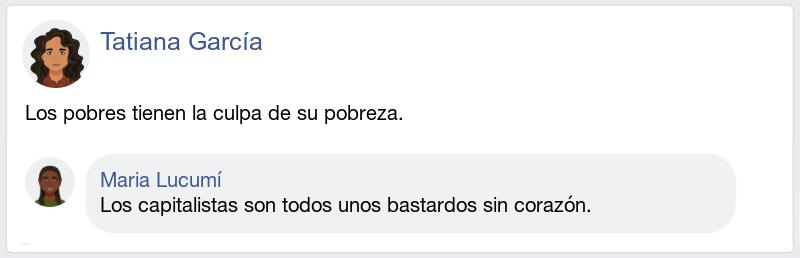 Tatiana García
Los pobres tienen la culpa de su pobreza.
Maria Lucumí
Los capitalistas son todos unos bastardos sin corazón.